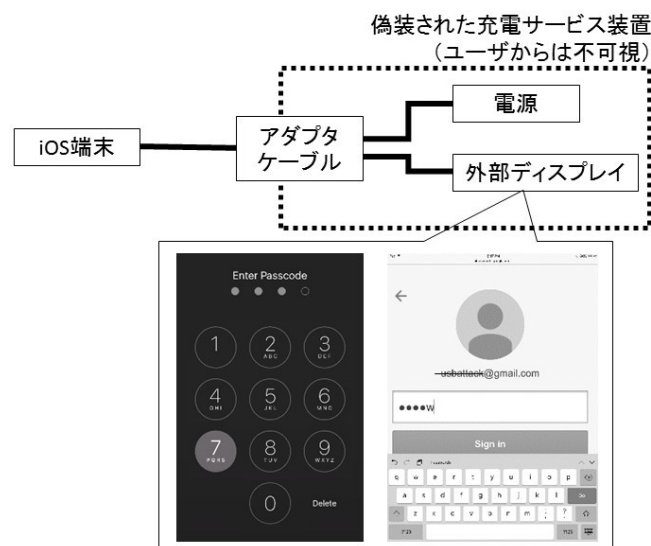 偽装された充電サービス装置
(ユーザからは不可視)
電源
iOS端末
アダプタ
ケーブル
外部ディスプレイ
Enter Passcode
1
2
ABC
3
DEF
4
GHI
5
JKL
6
MNO
7
PQRS
8
TUV
9
WXYZ
0
Delete
usbattack@gmail.com
●●●●w
Sign in
q w e r t y u i o p
a s d f g h j k l
z x c v b n m